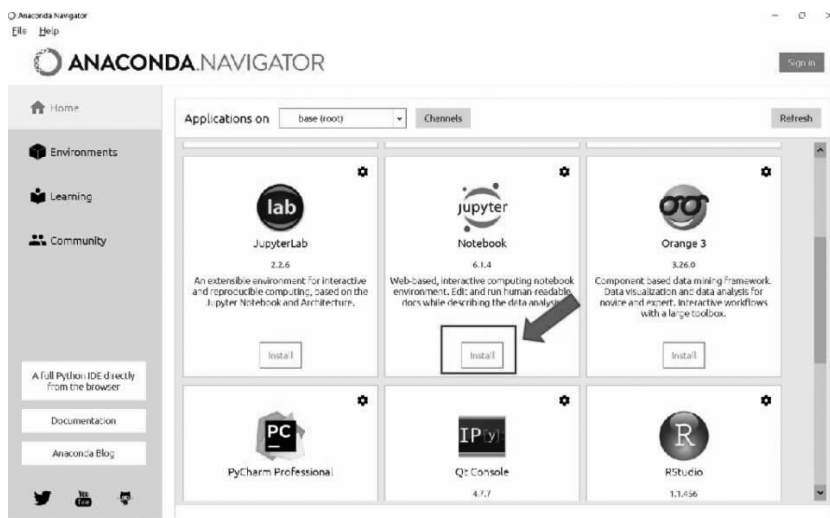 Anaconda Navigator
File Help
ANACONDA.NAVIGATOR
Sign in
Home
Environments
Learning
Community
A full Python IDE directly
from the browser
Documentation
Anaconda Blog
You
Tube
Applications on base (root) Channels Refresh
lab
JupyterLab
2.2.6
An extensible environment for interactive
and reproducible computing, based on the
Jupyter Notebook and Architecture.
Install
jupyter
Notebook
6.1.4
Web-based, interactive computing notebook
environment. Edit and run human-readable
docs while describing the data analysis.
Install
Orange 3
3.26.0
Component based data mining framework.
Data visualization and data analysis for
novice and expert. Interactive workflows
with a large toolbox.
Install
PC
PyCharm Professional
IP[y]:
Qt Console
4.7.7
R
RStudio
1.1.456